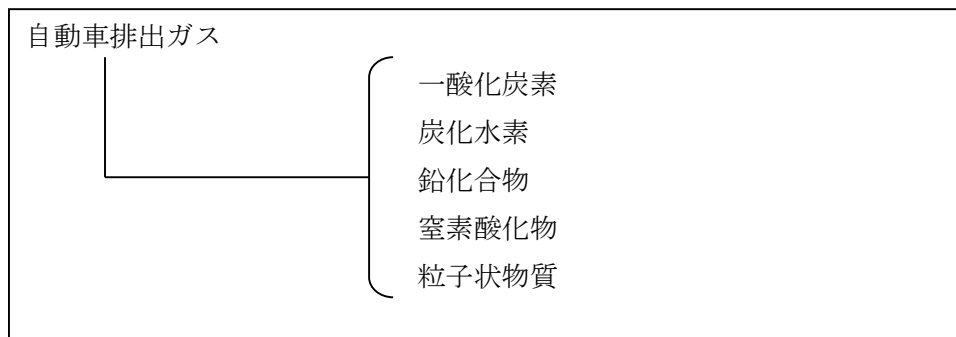 自動車排出ガス
一酸化炭素
炭化水素
鉛化合物
窒素酸化物
粒子状物質